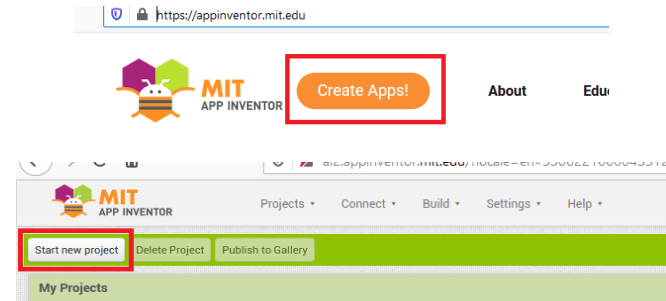 https://appinventor.mit.edu
MIT
APP INVENTOR
Create Apps!
About
MIT
APP INVENTOR
Projects
Connect
Build
Settings
Help
Start new project
Delete Project
Publish to Gallery
My Projects